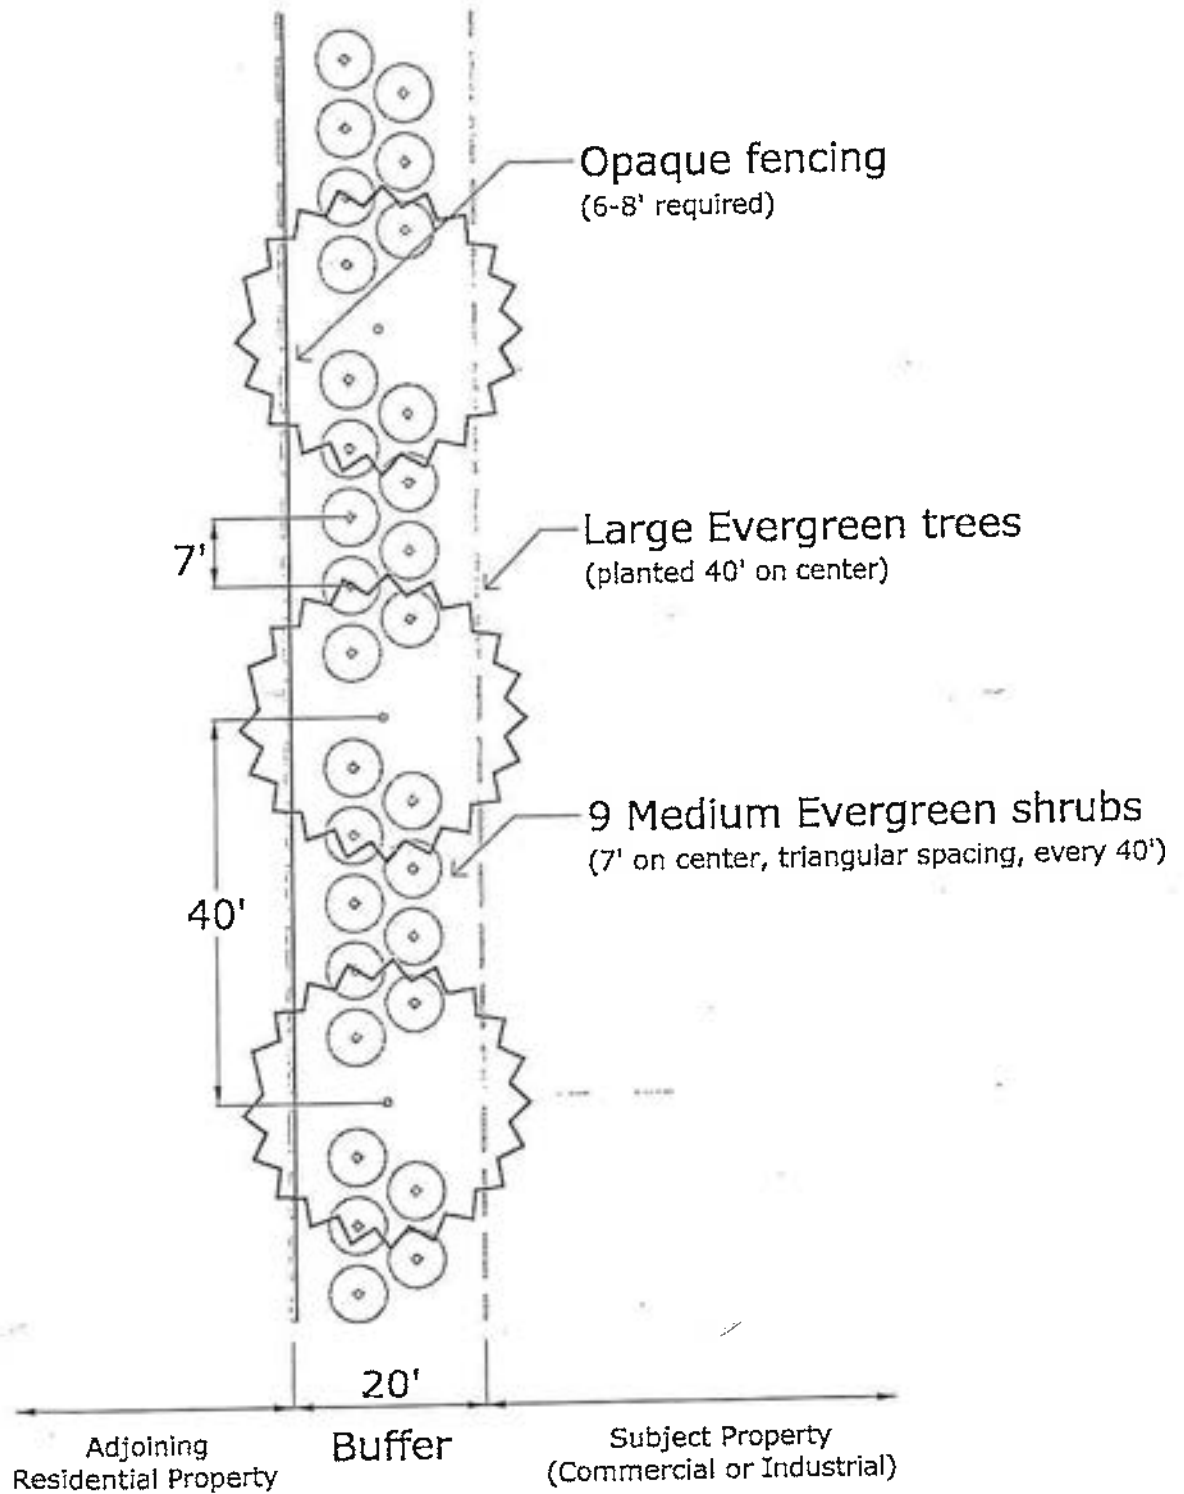 Opaque fencing
(6-8' required)
Large Evergreen trees
(planted 40' on center)
7'
9 Medium Evergreen shrubs
(7' on center, triangular spacing, every 40')
40'
20'
Buffer
Adjoining
Residential Property
Subject Property
(Commercial or Industrial)